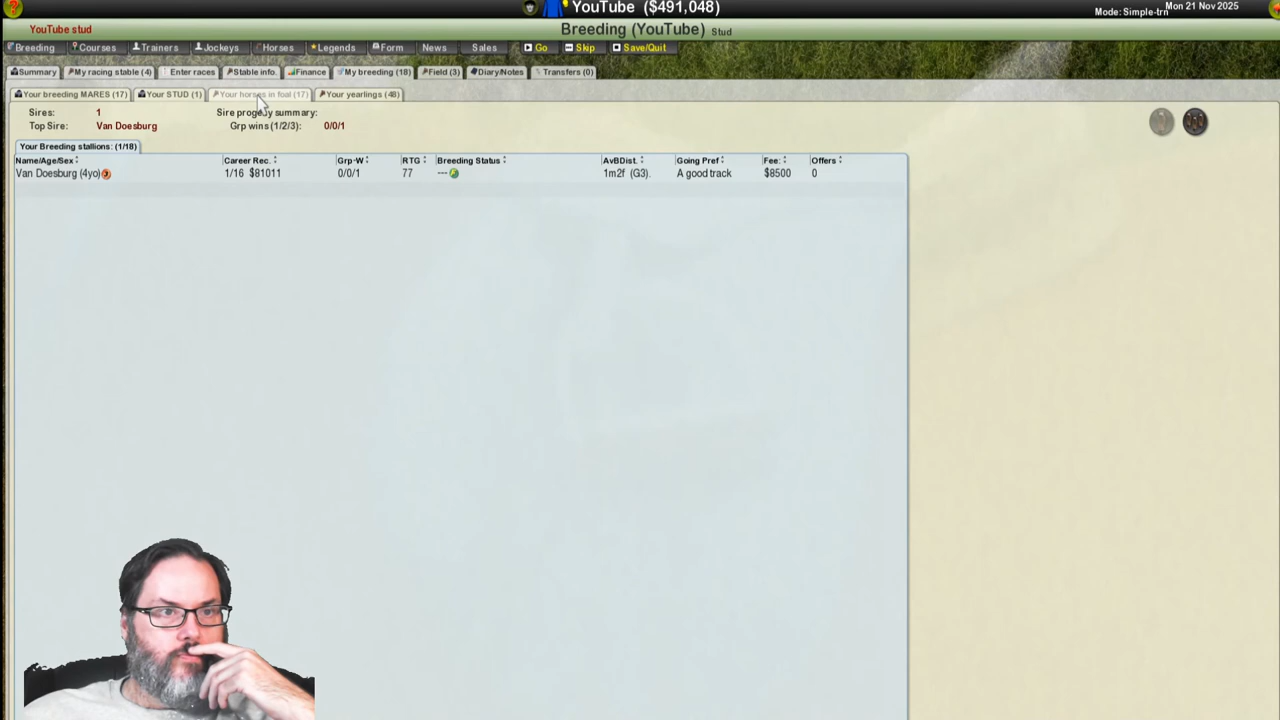 YouTube ($491,048)
Mode: Simple-trn Mon 21 Nov 2025
YouTube stud
Breeding (YouTube) Stud
Breeding Courses Trainers Jockeys Horses Legends Form News Sales Go Skip Save/Quit
Summary My racing stable (4) Enter races Stable info. Finance My breeding (18) Field (3) Diary/Notes Transfers (0)
Your breeding MARES (17) Your STUD (1) Your horses in foal (17) Your yearlings (48)
Sires: 1 Sire progeny summary:
Top Sire: Van Doesburg Grp wins (1/2/3): 0/0/1
Your Breeding stallions: (1/18)
Name/Age/Sex Career Rec. Grp-W RTG Breeding Status AvBDist. Going Pref Fee: Offers
Van Doesburg (4yo) 1/16 $81011 0/0/1 77 --- 1m2f (G3). A good track $8500 0